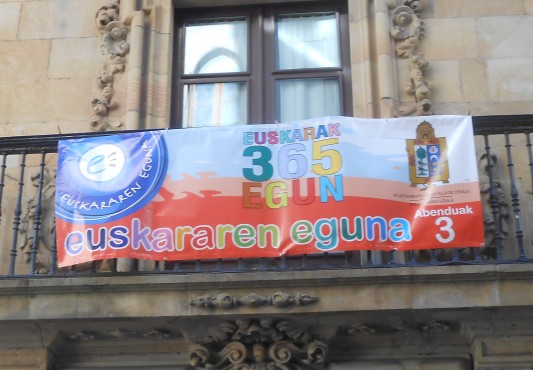 EUSKARAREN EGUNA
EUSKARAK
365
EGUN
euskararen eguna
Abenduak
3